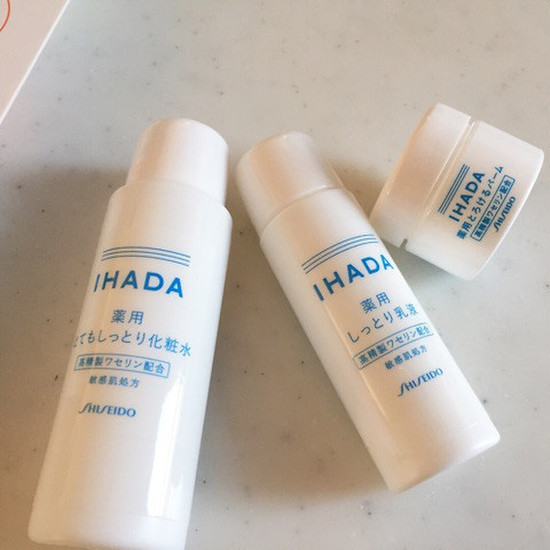 IHADA
薬用
とてもしっとり化粧水
高精製ワセリン配合
敏感肌処方
SHISEIDO
IHADA
薬用
しっとり乳液
高精製ワセリン配合
敏感肌処方
SHISEIDO
IHADA
薬用とろけるバーム
高精製ワセリン配合
SHISEIDO